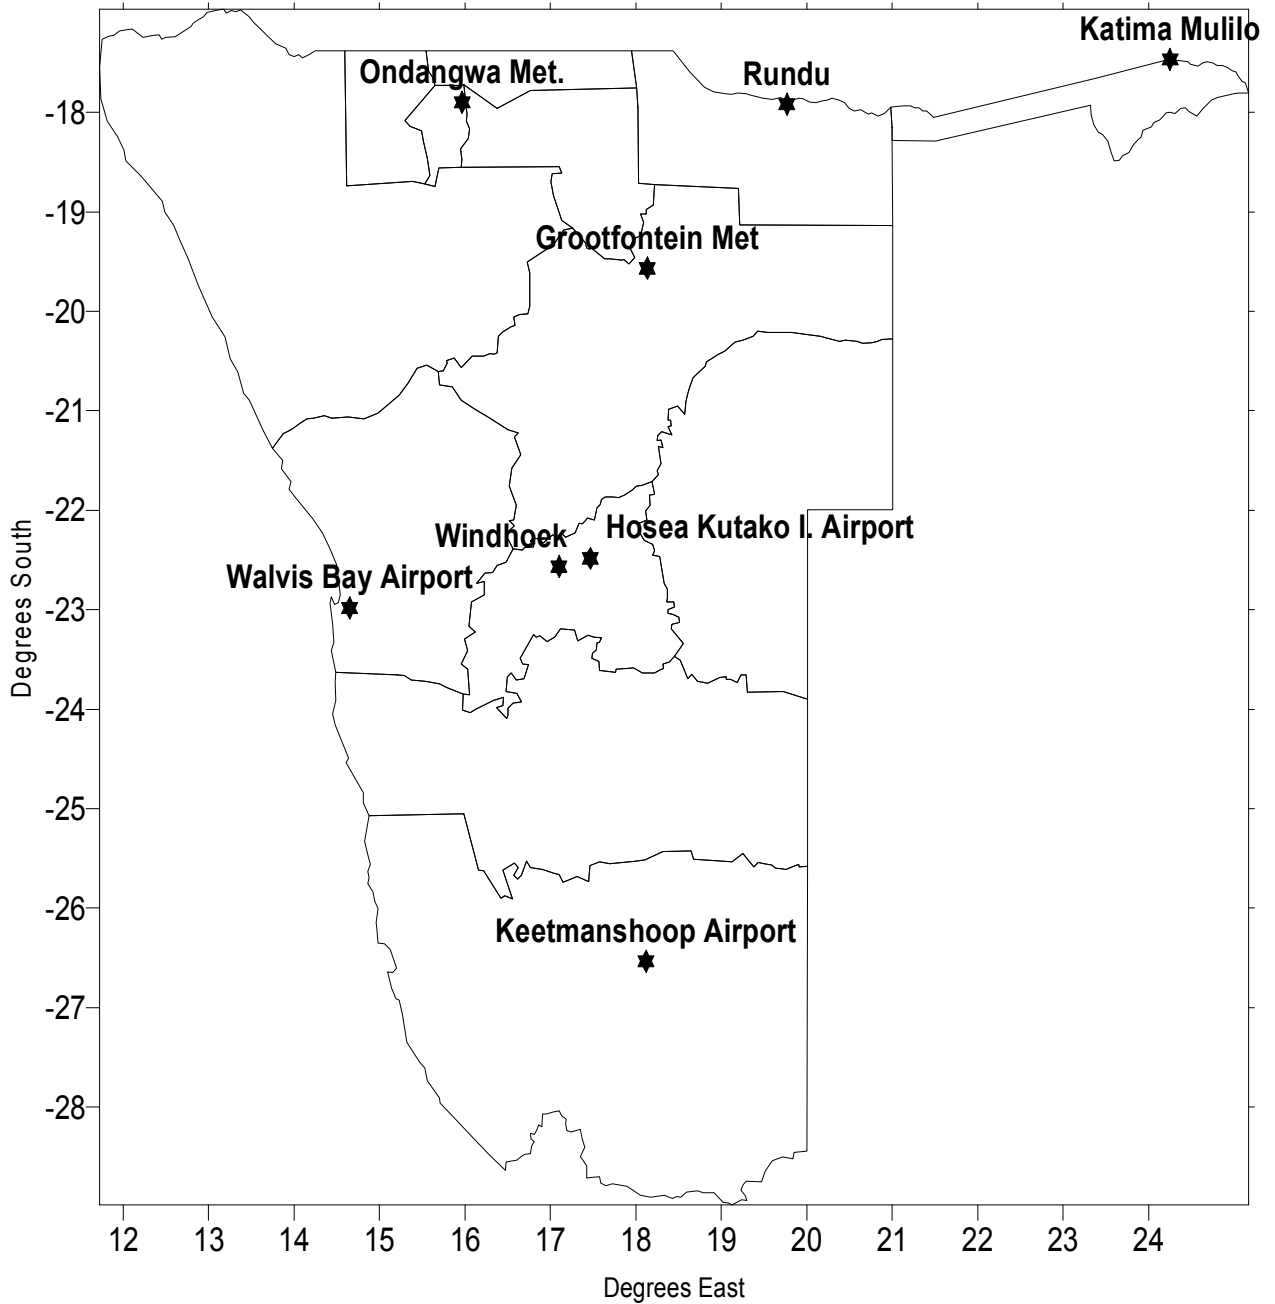 Katima Mulilo
Ondangwa Met.
Rundu
-18
-19
Grootfontein Met
-20
-21
-22
Hosea Kutako I. Airport
Windhoek
Walvis Bay Airport
-23
Degrees South
-24
-25
-26
Keetmanshoop Airport
-27
-28
12 13 14 15 16 17 18 19 20 21 22 23 24
Degrees East